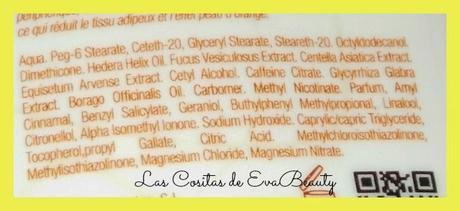 périphérique,
ce qui réduit le tissu adipeux et l'effet peau d'orange.
Aqua. Peg-6 Stearate, Ceteth-20, Glyceryl Stearate, Steareth-20. Octyldodecanol.
Dimethicone. Hedera Helix Oil. Fucus Vesiculosus Extract. Centella Asiatica Extract.
Equisetum Arvense Extract. Cetyl Alcohol. Caffeine Citrate. Glycyrrhiza Glabra
Extract. Borago Officinalis Oil. Carbomer. Methyl Nicotinate. Parfum, Amyl
Cinnamal, Benzyl Salicylate, Geraniol, Buthylphenyl Methylpropional, Linalool,
Citronellol, Alpha Isomethyl Ionone. Sodium Hydroxide. Caprylic/capric Triglyceride,
Tocopherol,propyl Gallate, Citric Acid. Methylchloroisothiazolinone,
Methylisothiazolinone, Magnesium Chloride, Magnesium Nitrate.
Las Cositas de EvaBeauty